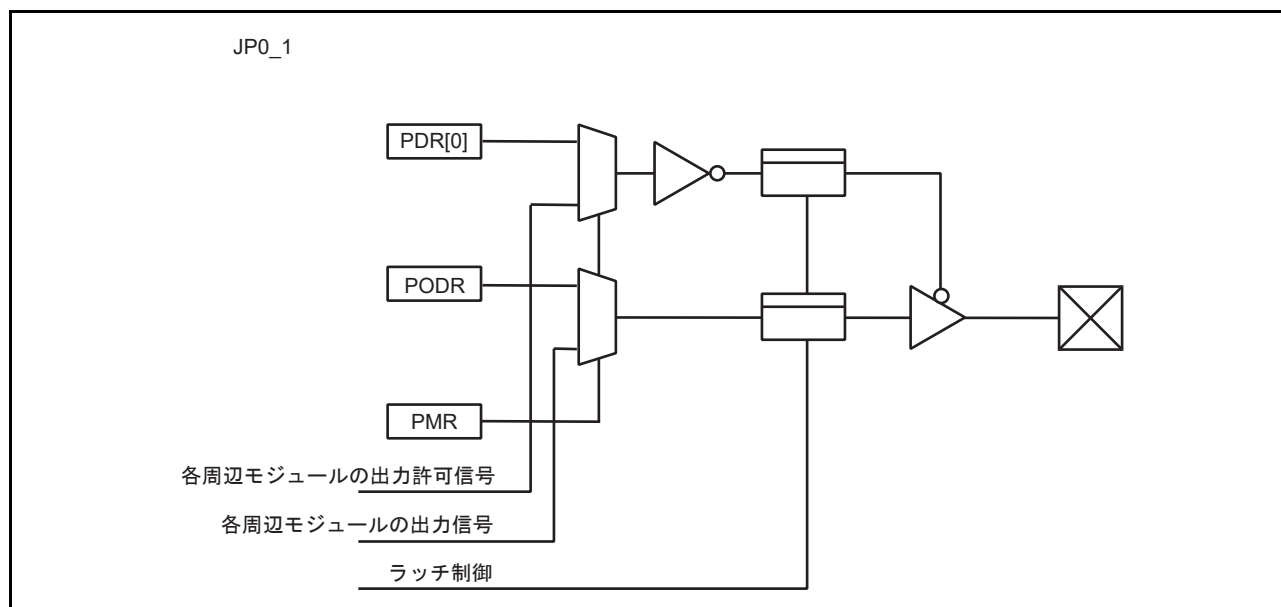 JP0_1
PDR[0]
PODR
PMR
各周辺モジュールの出力許可信号
各周辺モジュールの出力信号
ラッチ制御